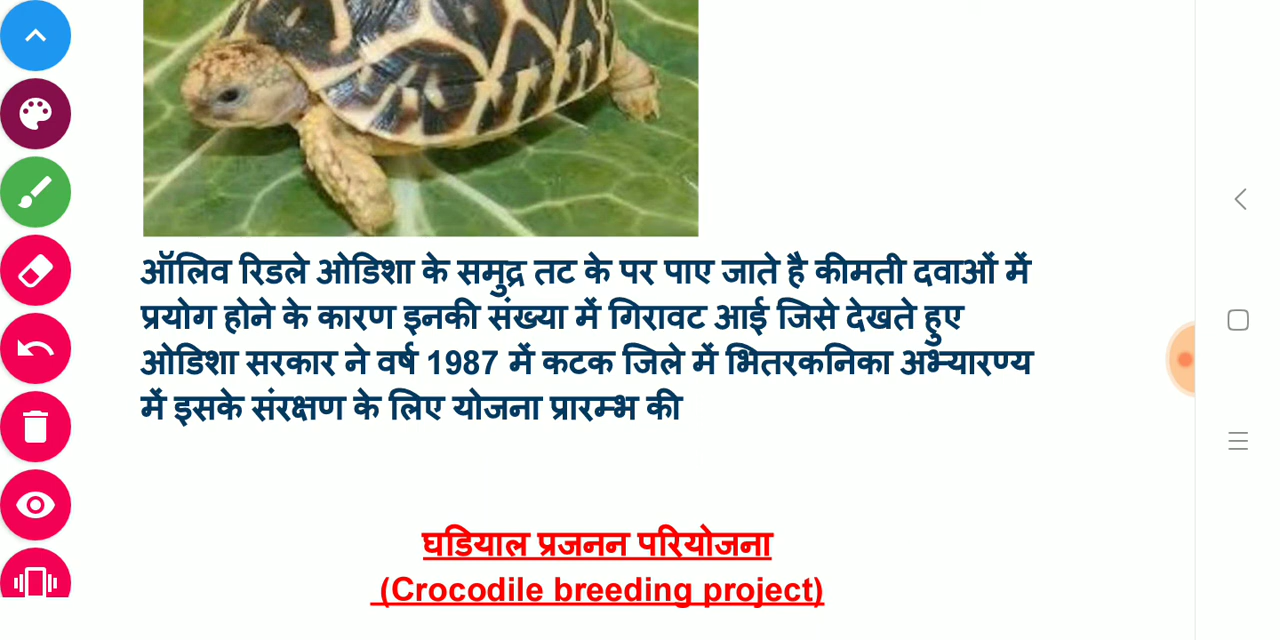 ऑलिव रिडले ओडिशा के समुद्र तट के पर पाए जाते है कीमती दवाओं में
प्रयोग होने के कारण इनकी संख्या में गिरावट आई जिसे देखते हुए
ओडिशा सरकार ने वर्ष 1987 में कटक जिले में भितरकनिका अभ्यारण्य
में इसके संरक्षण के लिए योजना प्रारम्भ की
घडियाल प्रजनन परियोजना
(Crocodile breeding project)